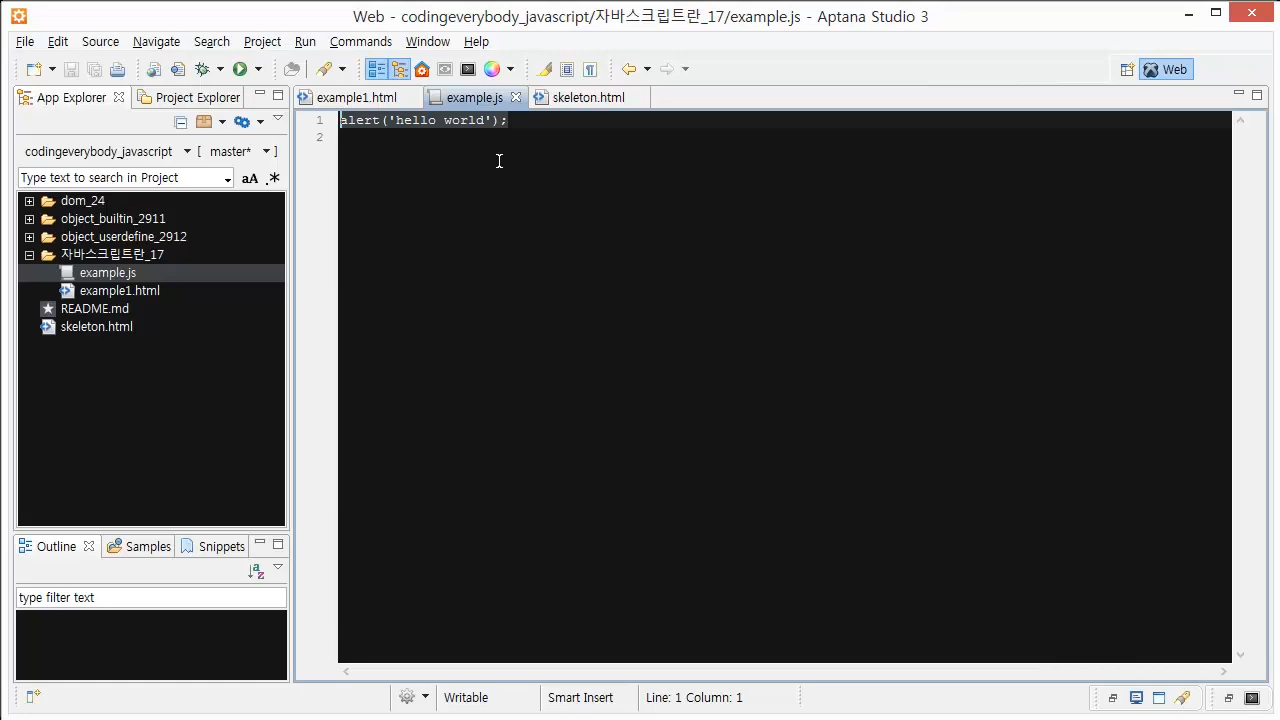 Web - codingeverybody_javascript/자바스크립트란_17/example.js - Aptana Studio 3
File Edit Source Navigate Search Project Run Commands Window Help
Web
App Explorer Project Explorer
example1.html example.js skeleton.html
codingeverybody_javascript [ master* ]
Type text to search in Project aA .*
dom_24
object_builtin_2911
object_userdefine_2912
자바스크립트란_17
example.js
example1.html
README.md
skeleton.html
1 alert('hello world');
2
Outline Samples Snippets
type filter text
Writable Smart Insert Line: 1 Column: 1